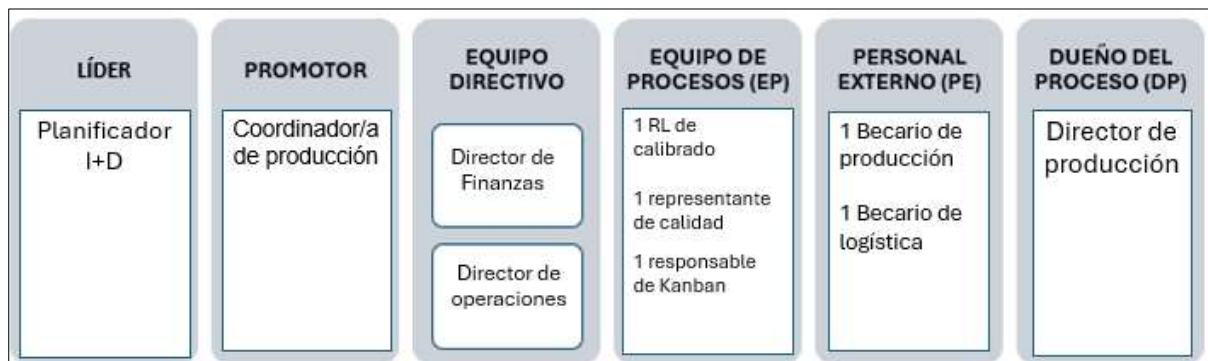 LÍDER
Planificador
I+D
PROMOTOR
Coordinador/a
de producción
EQUIPO
DIRECTIVO
Director de
Finanzas
Director de
operaciones
EQUIPO DE
PROCESOS (EP)
1 RL de
calibrado
1 representante
de calidad
1 responsable
de Kanban
PERSONAL
EXTERNO (PE)
1 Becario de
producción
1 Becario de
logística
DUEÑO DEL
PROCESO (DP)
Director de
producción